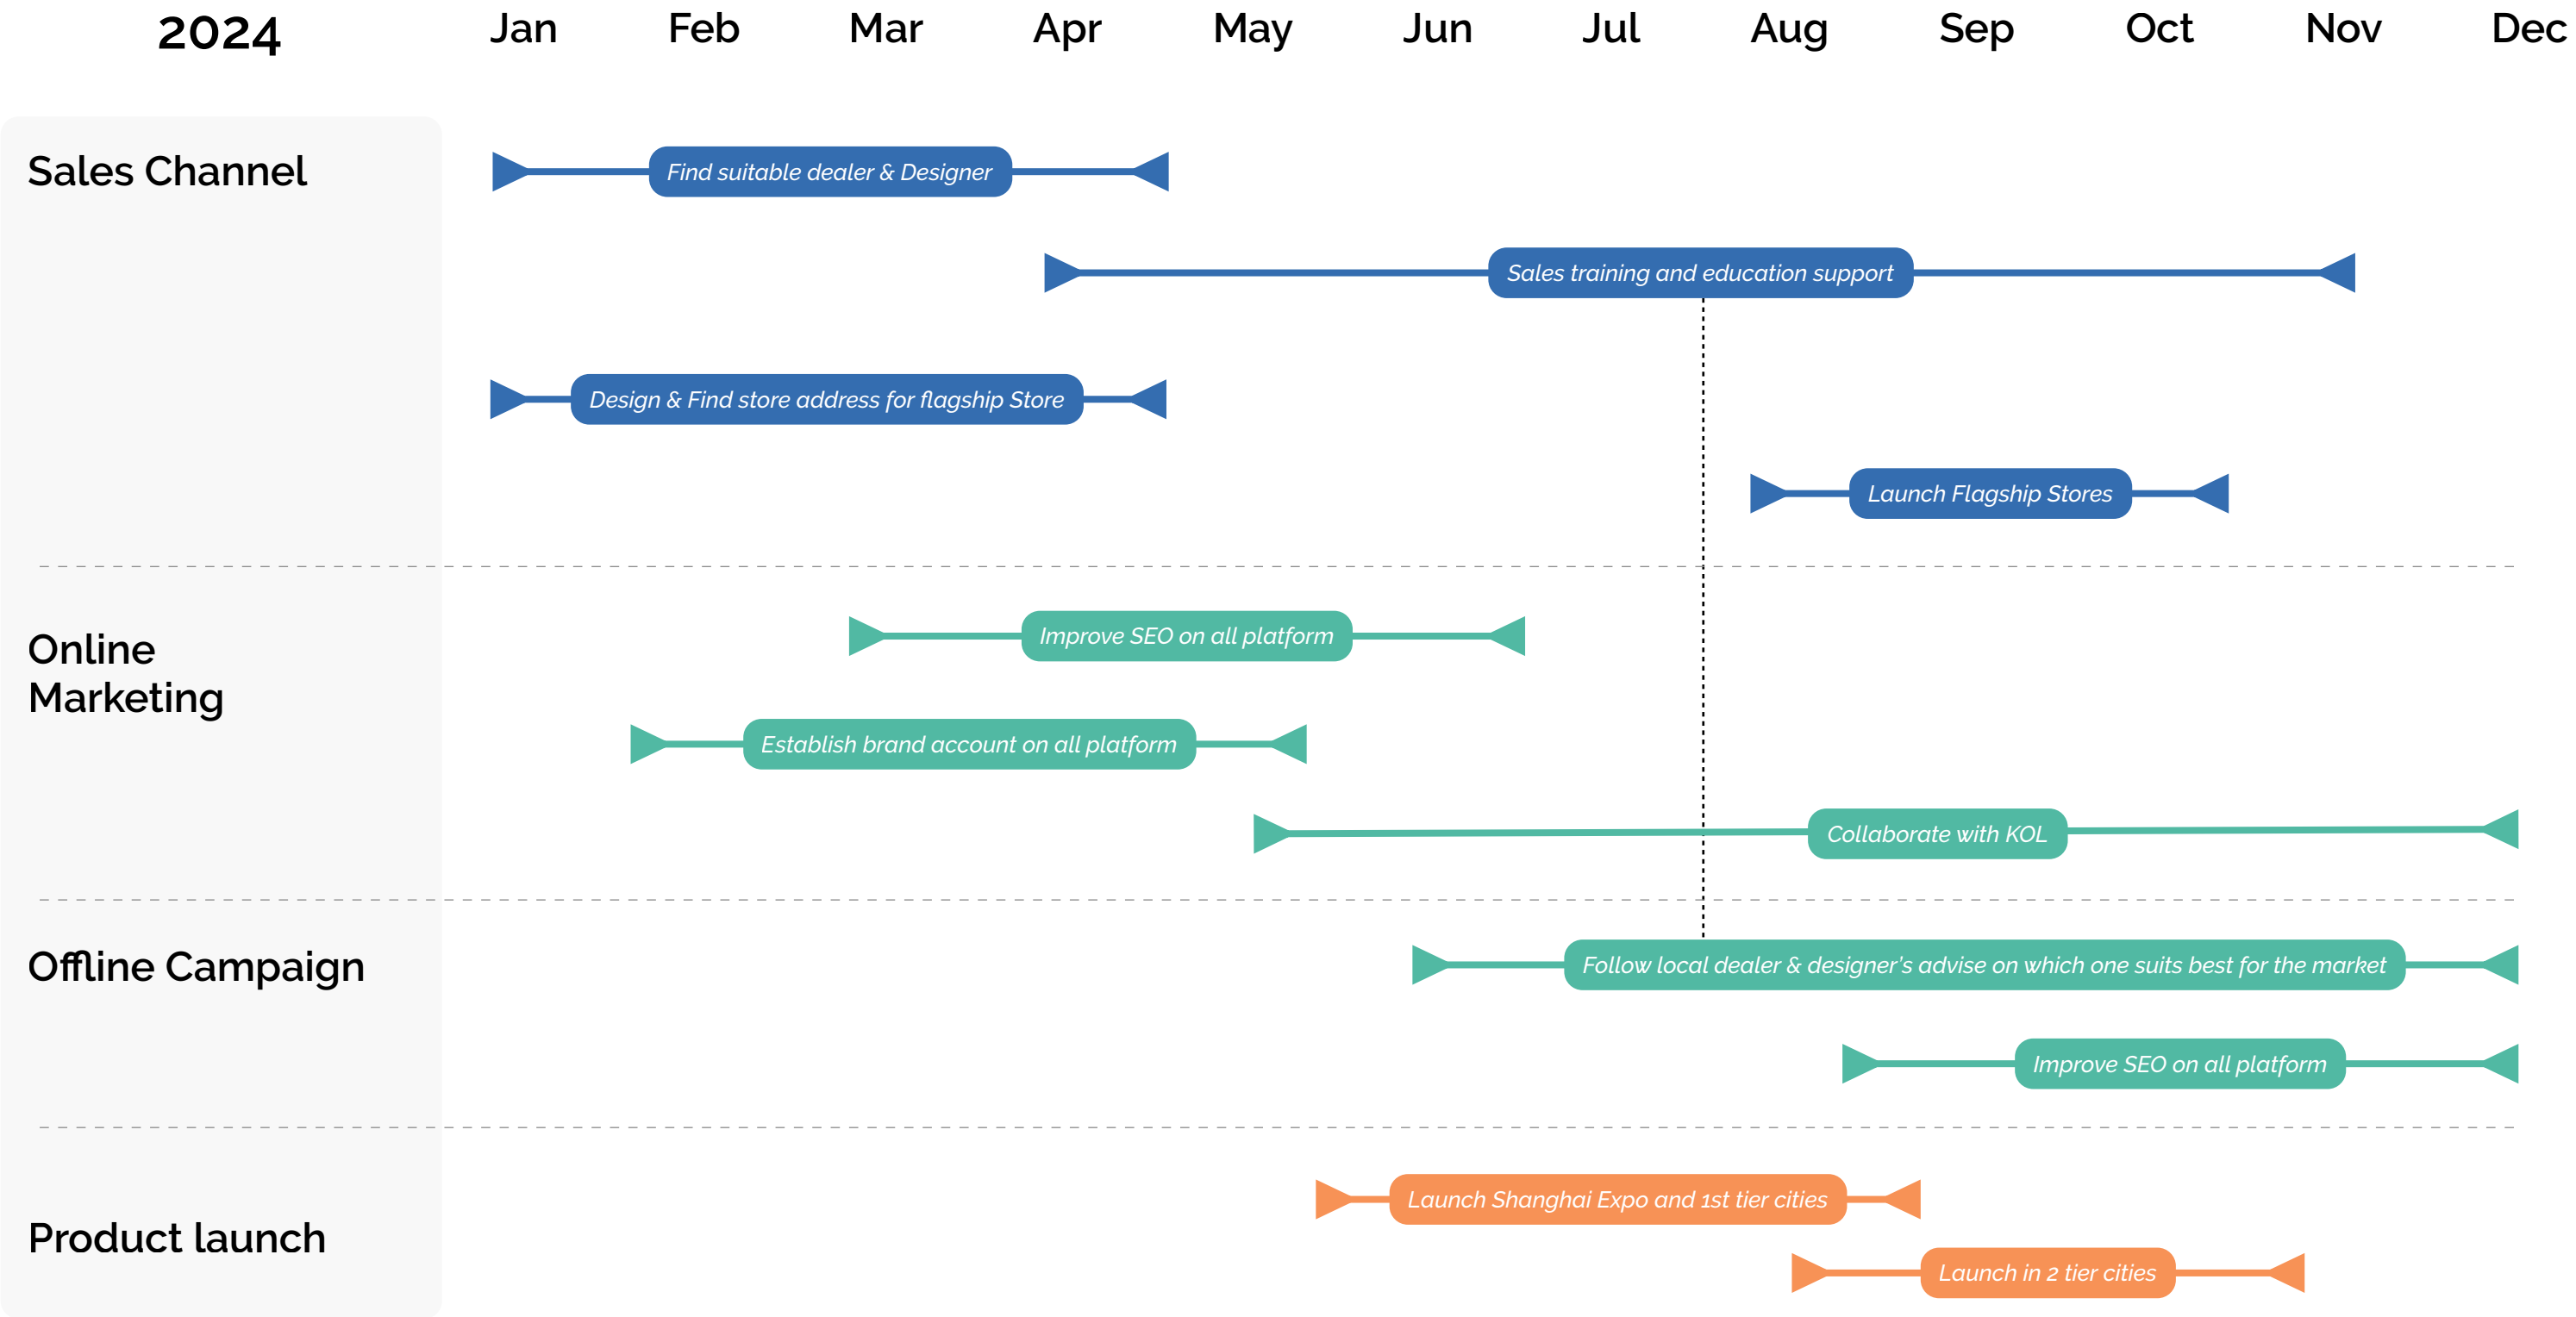 2024 Jan Feb Mar Apr May Jun Jul Aug Sep Oct Nov Dec
Sales Channel
Find suitable dealer & Designer
Sales training and education support
Design & Find store address for flagship Store
Launch Flagship Stores
Online
Marketing
Improve SEO on all platform
Establish brand account on all platform
Collaborate with KOL
Offline Campaign
Follow local dealer & designer's advise on which one suits best for the market
Improve SEO on all platform
Product launch
Launch Shanghai Expo and 1st tier cities
Launch in 2 tier cities